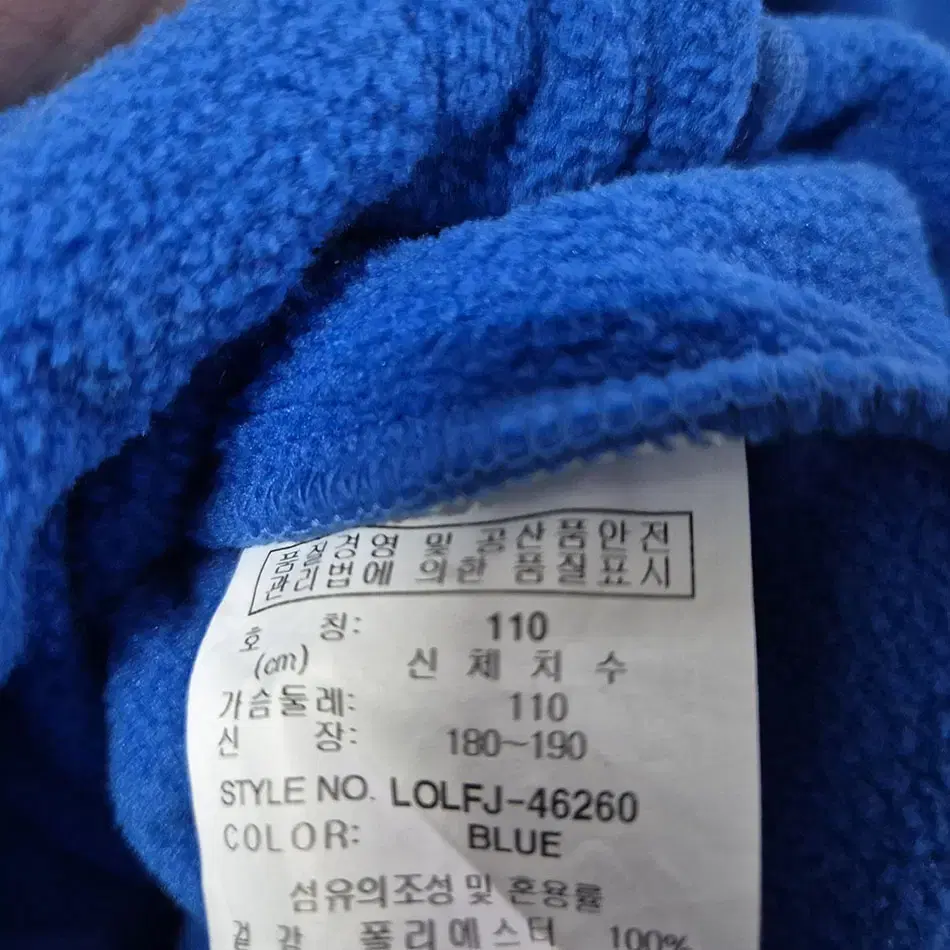 품질경영 및 공산품안전
관리법에 의한 품질표시
호 칭: 110
(cm) 신 체 치 수
가슴둘레: 110
신 장: 180~190
STYLE NO. LOLFJ-46260
COLOR: BLUE
섬유의조성 및 혼용률
겉 감 폴리에스터 100%